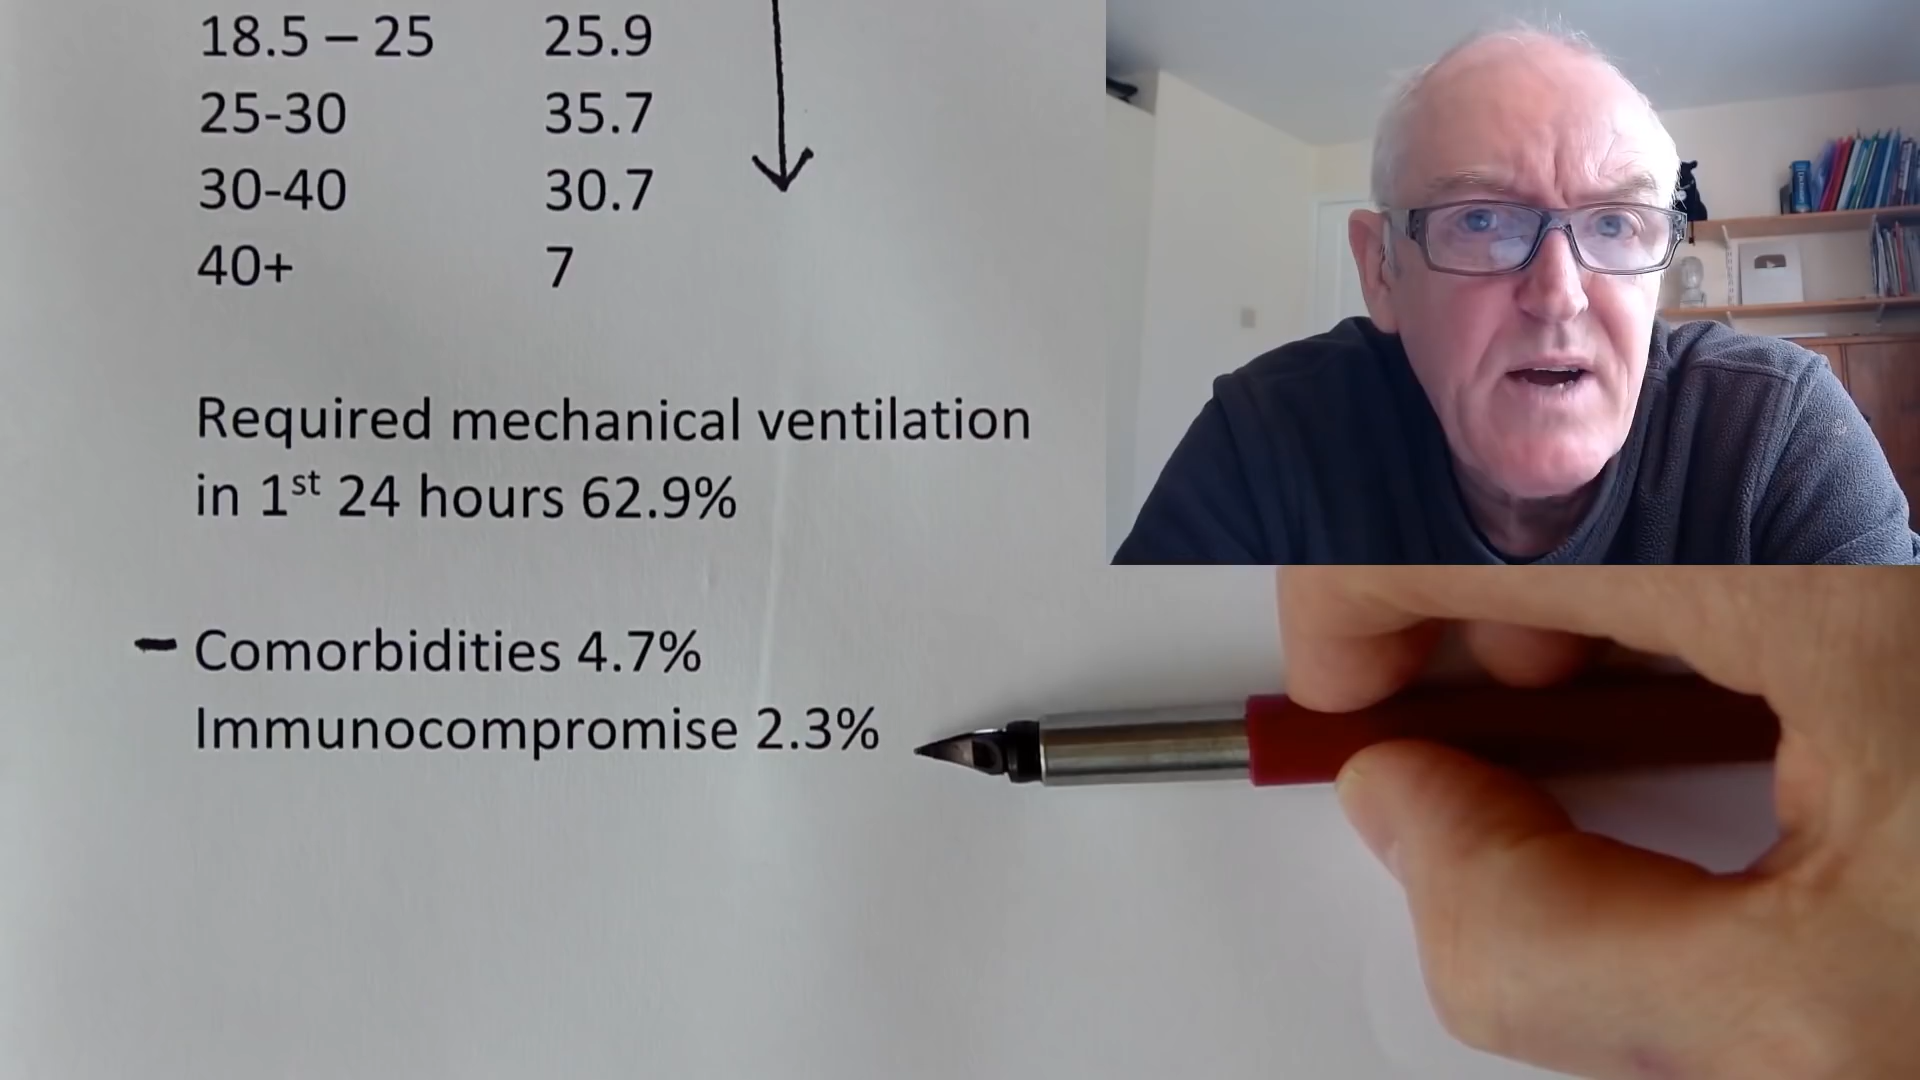 18.5 – 25 25.9
25-30 35.7
30-40 30.7
40+ 7
Required mechanical ventilation
in 1st 24 hours 62.9%
Comorbidities 4.7%
Immunocompromise 2.3%